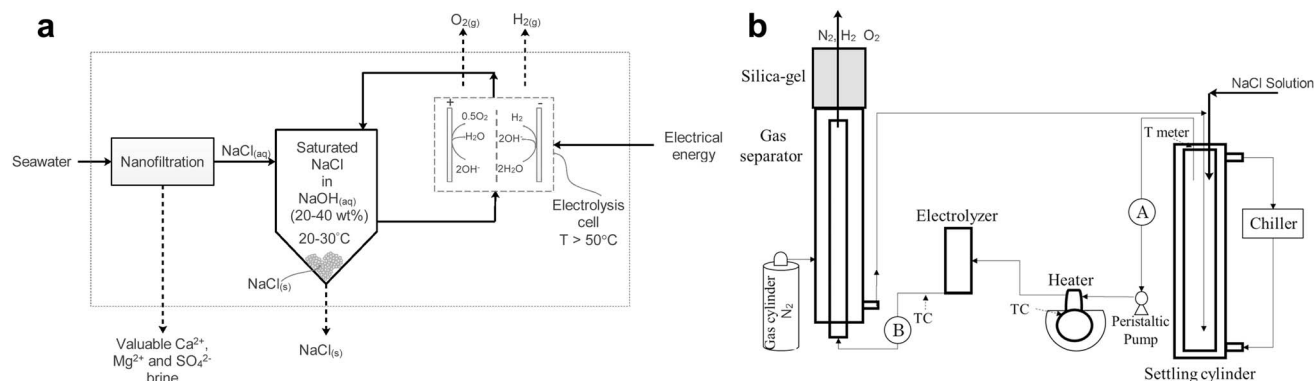 a
O2(g)
H2(g)
+
-
0.5O2
H2O
2OH-
H2
2OH-
2H2O
Seawater
Nanofiltration
NaCl(aq)
Saturated
NaCl
in
NaOH(aq)
(20-40 wt%)
20-30°C
NaCl(s)
Electrical
energy
Electrolysis
cell
T > 50°C
Valuable Ca2+,
Mg2+ and SO42-
brine
NaCl(s)
b
N2, H2 O2
Silica-gel
Gas
separator
NaCl Solution
T meter
A
Electrolyzer
Chiller
Heater
Gas cylinder
N2
TC
B
TC
Peristaltic
Pump
Settling cylinder